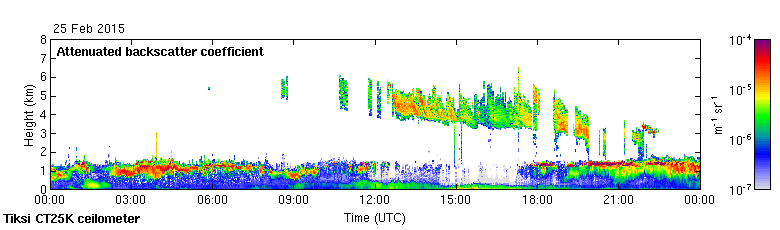 25 Feb 2015
Attenuated backscatter coefficient
Height (km)
8
7
6
5
4
3
2
1
0
00:00 03:00 06:00 09:00 12:00 15:00 18:00 21:00 00:00
Time (UTC)
10⁻⁴
10⁻⁵
10⁻⁶
10⁻⁷
m⁻¹ sr⁻¹
Tiksi CT25K ceilometer